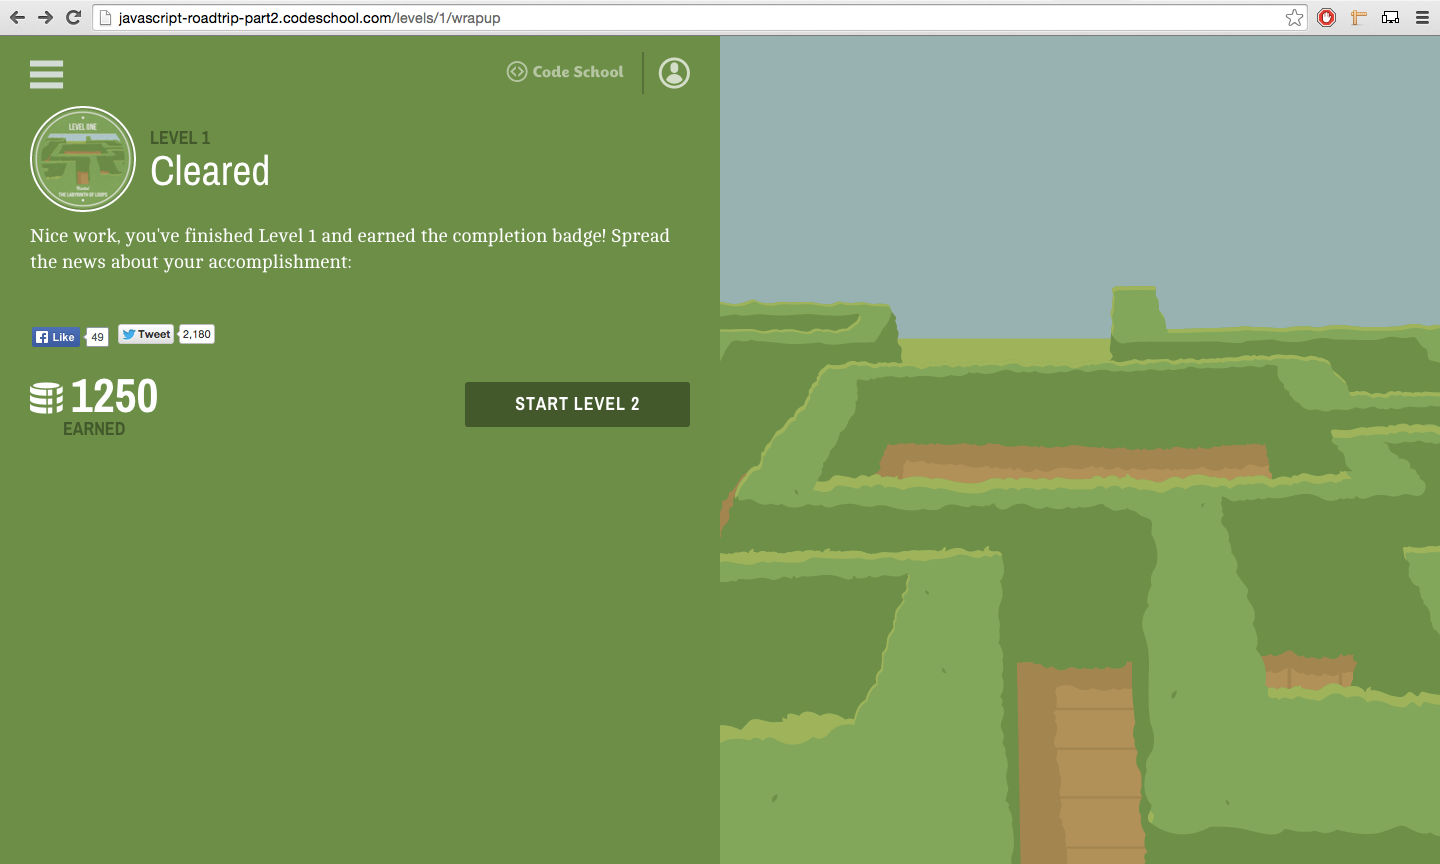 javascript-roadtrip-part2.codeschool.com/levels/1/wrapup
Code School
LEVEL ONE
THE LABYRINTH OF LOOPS
LEVEL 1
Cleared
Nice work, you've finished Level 1 and earned the completion badge! Spread
the news about your accomplishment:
Like 49 Tweet 2,180
1250
EARNED
START LEVEL 2